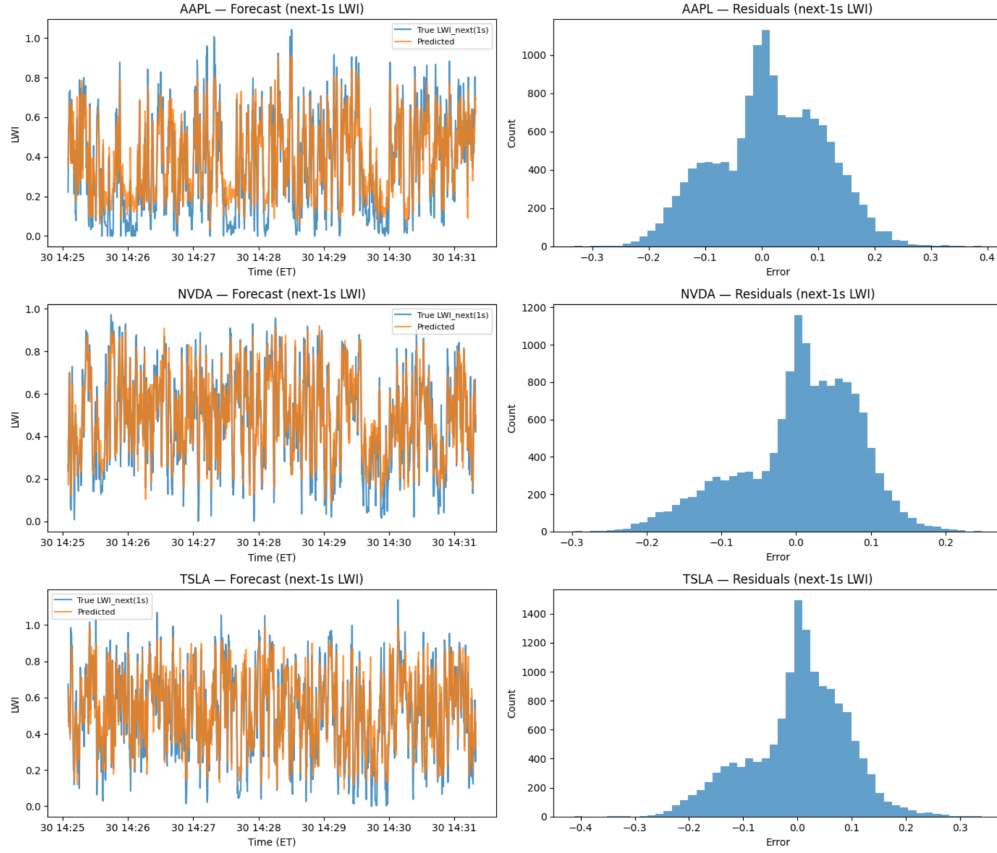 AAPL — Forecast (next-1s LWI)
True LWI_next(1s)
Predicted
LWI
1.0
0.8
0.6
0.4
0.2
0.0
30 14:25 30 14:26 30 14:27 30 14:28 30 14:29 30 14:30 30 14:31
Time (ET)
AAPL — Residuals (next-1s LWI)
Count
1000
800
600
400
200
0
−0.3 −0.2 −0.1 0.0 0.1 0.2 0.3 0.4
Error
NVDA — Forecast (next-1s LWI)
True LWI_next(1s)
Predicted
LWI
1.0
0.8
0.6
0.4
0.2
0.0
30 14:25 30 14:26 30 14:27 30 14:28 30 14:29 30 14:30 30 14:31
Time (ET)
NVDA — Residuals (next-1s LWI)
Count
1200
1000
800
600
400
200
0
−0.3 −0.2 −0.1 0.0 0.1 0.2
Error
TSLA — Forecast (next-1s LWI)
True LWI_next(1s)
Predicted
LWI
1.0
0.8
0.6
0.4
0.2
0.0
30 14:25 30 14:26 30 14:27 30 14:28 30 14:29 30 14:30 30 14:31
Time (ET)
TSLA — Residuals (next-1s LWI)
Count
1400
1200
1000
800
600
400
200
0
−0.4 −0.3 −0.2 −0.1 0.0 0.1 0.2 0.3
Error